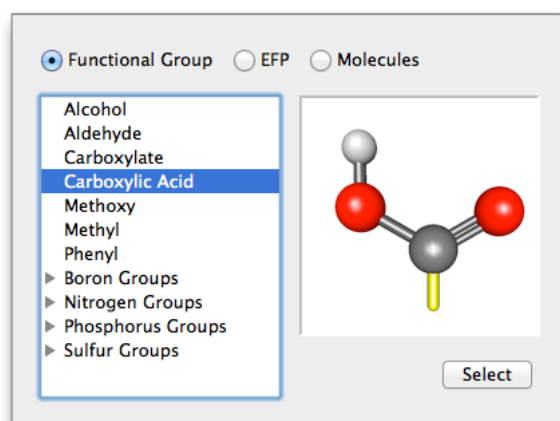 Functional Group EFP Molecules
Alcohol
Aldehyde
Carboxylate
Carboxylic Acid
Methoxy
Methyl
Phenyl
Boron Groups
Nitrogen Groups
Phosphorus Groups
Sulfur Groups
Select